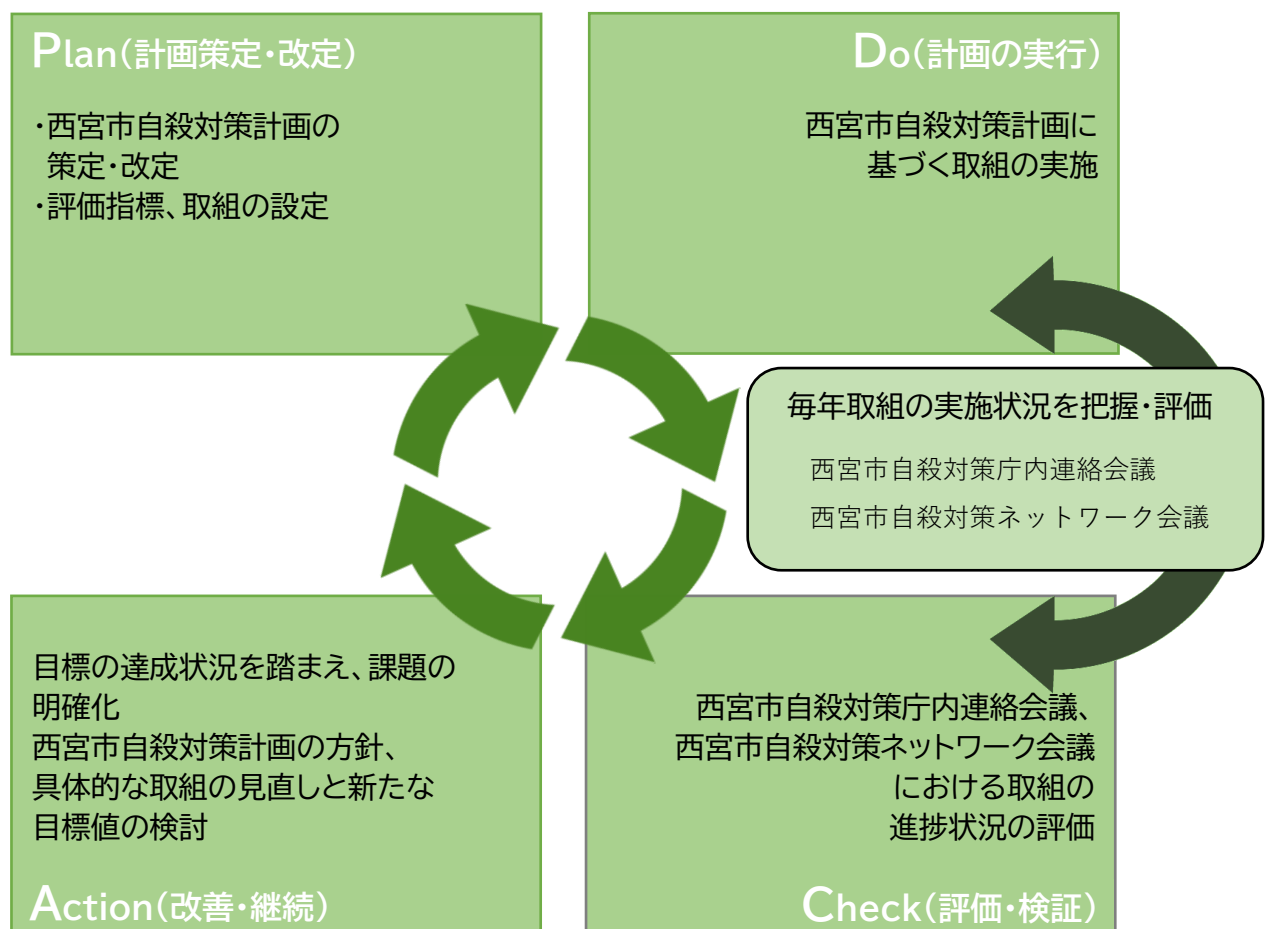 Plan(計画策定・改定)
・西宮市自殺対策計画の
策定・改定
・評価指標、取組の設定
Do(計画の実行)
西宮市自殺対策計画に
基づく取組の実施
毎年取組の実施状況を把握・評価
西宮市自殺対策庁内連絡会議
西宮市自殺対策ネットワーク会議
目標の達成状況を踏まえ、課題の
明確化
西宮市自殺対策計画の方針、
具体的な取組の見直しと新たな
目標値の検討
Action(改善・継続)
西宮市自殺対策庁内連絡会議、
西宮市自殺対策ネットワーク会議
における取組の
進捗状況の評価
Check(評価・検証)